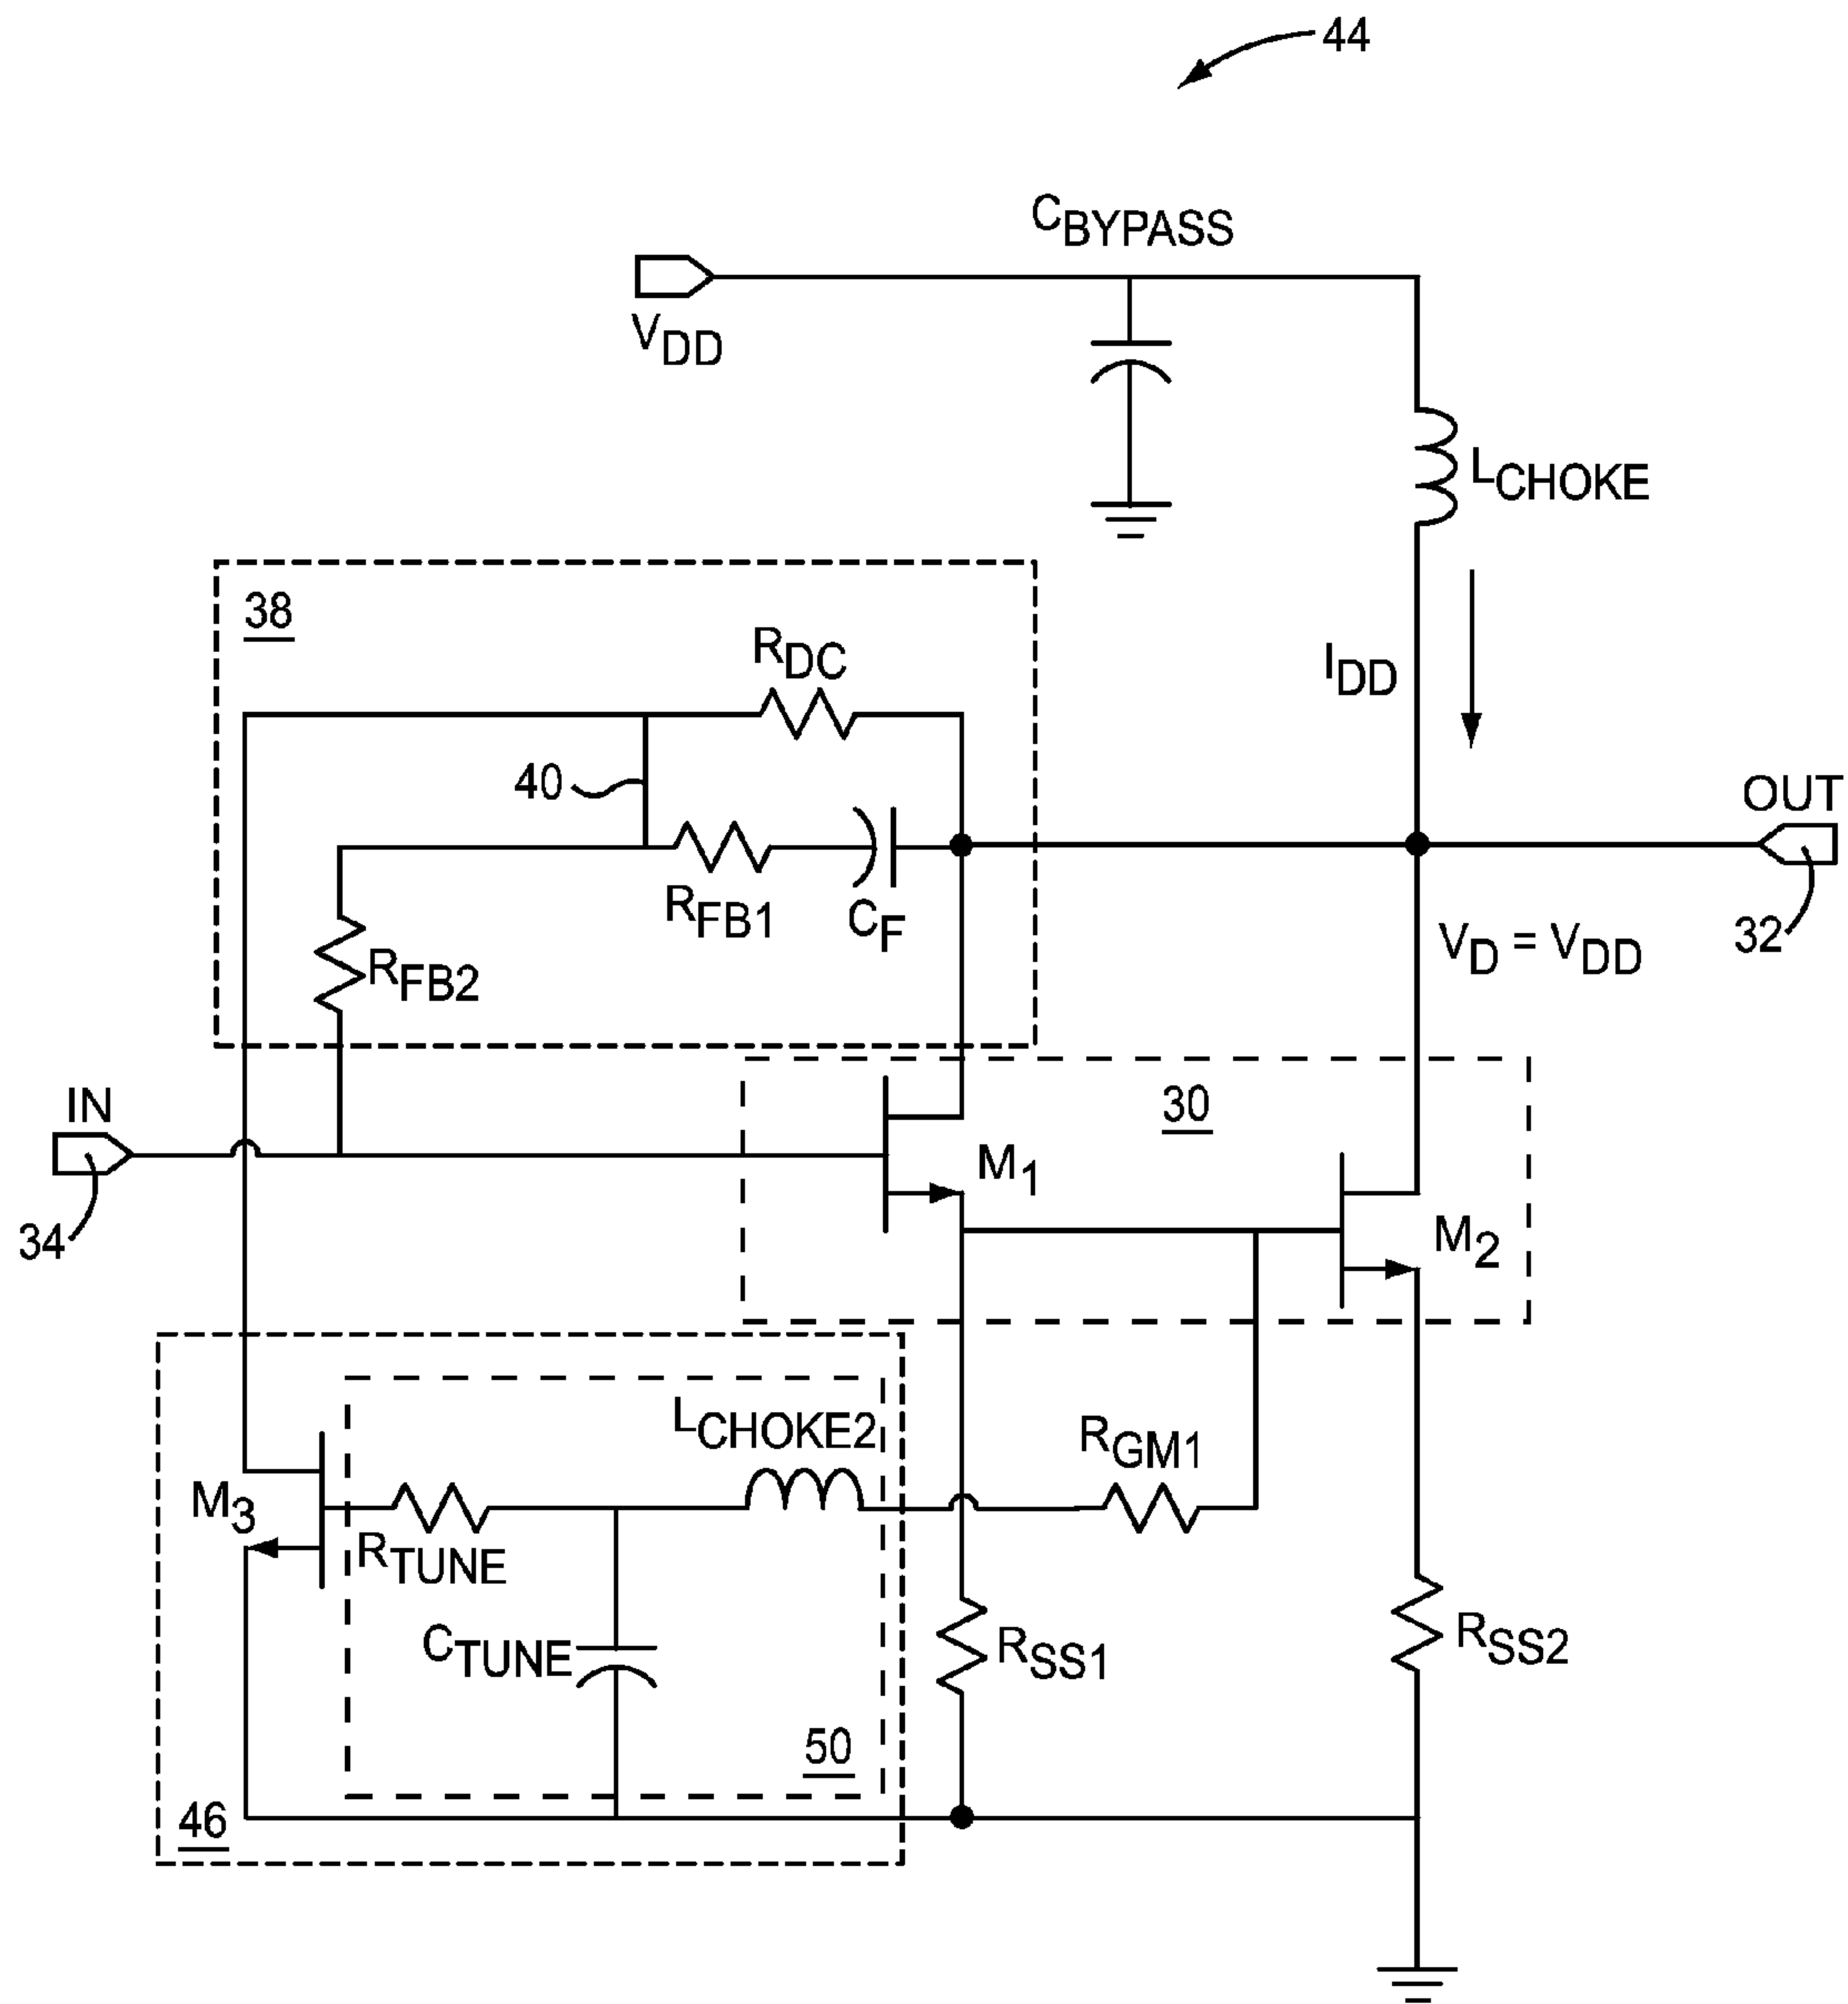 44
CBYPASS
VDD
LCHOKE
38
RDC
IDD
40
OUT
RFB1
CF
32
VD = VDD
RFB2
IN
30
M1
34
M2
LCHOKE2
RGM1
M3
RTUNE
CTUNE
RSS1
RSS2
50
46